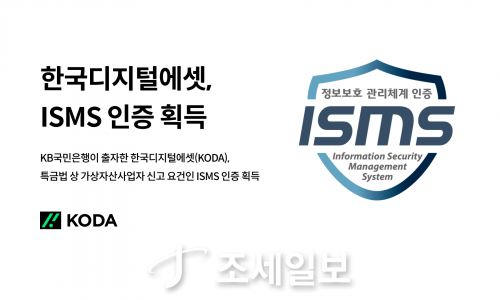 한국디지털에셋,
ISMS 인증 획득
KB국민은행이 출자한 한국디지털에셋(KODA),
특금법 상 가상자산사업자 신고 요건인 ISMS 인증 획득
KODA
정보보호 관리체계 인증
ISMS
Information Security
Management
System
조세일보